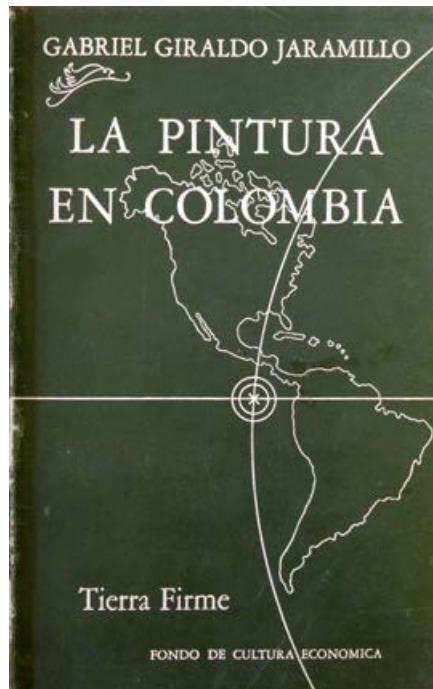 GABRIEL GIRALDO JARAMILLO
LA PINTURA
EN COLOMBIA
Tierra Firme
FONDO DE CULTURA ECONOMICA